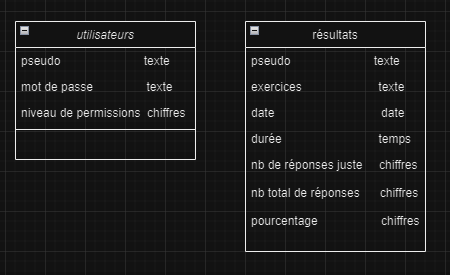 utilisateurs
pseudo texte
mot de passe texte
niveau de permissions chiffres
résultats
pseudo texte
exercices texte
date date
durée temps
nb de réponses juste chiffres
nb total de réponses chiffres
pourcentage chiffres